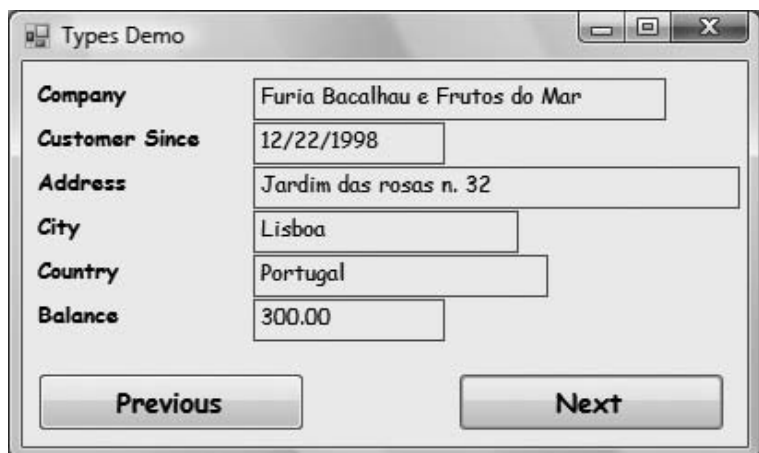 Types Demo
Company Furia Bacalhau e Frutos do Mar
Customer Since 12/22/1998
Address Jardim das rosas n. 32
City Lisboa
Country Portugal
Balance 300.00
Previous Next